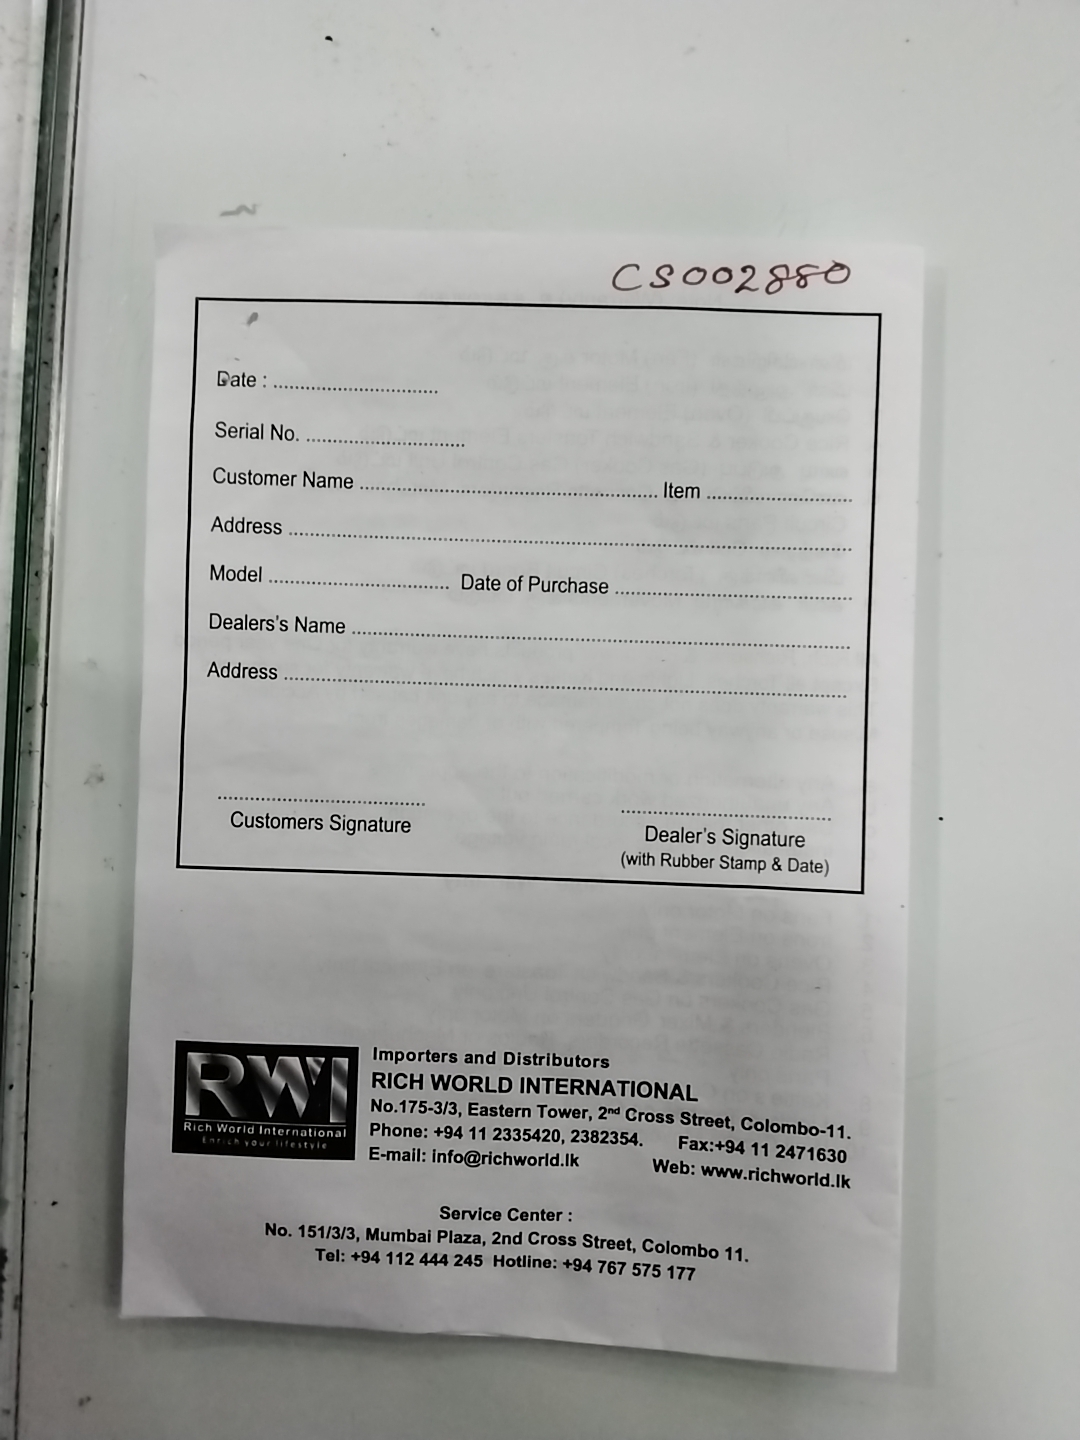 CS002880
Date : ..............................
Serial No. .............................
Customer Name ....................................................... Item ..........................
Address ........................................................................................................
Model ................................. Date of Purchase ...........................................
Dealers's Name ...........................................................................................
Address .......................................................................................................
Customers Signature
Dealer's Signature
(with Rubber Stamp & Date)
RWI
Rich World International
Enrich your lifestyle
Importers and Distributors
RICH WORLD INTERNATIONAL
No.175-3/3, Eastern Tower, 2nd Cross Street, Colombo-11.
Phone: +94 11 2335420, 2382354. Fax:+94 11 2471630
E-mail: info@richworld.lk Web: www.richworld.lk
Service Center :
No. 151/3/3, Mumbai Plaza, 2nd Cross Street, Colombo 11.
Tel: +94 112 444 245 Hotline: +94 767 575 177